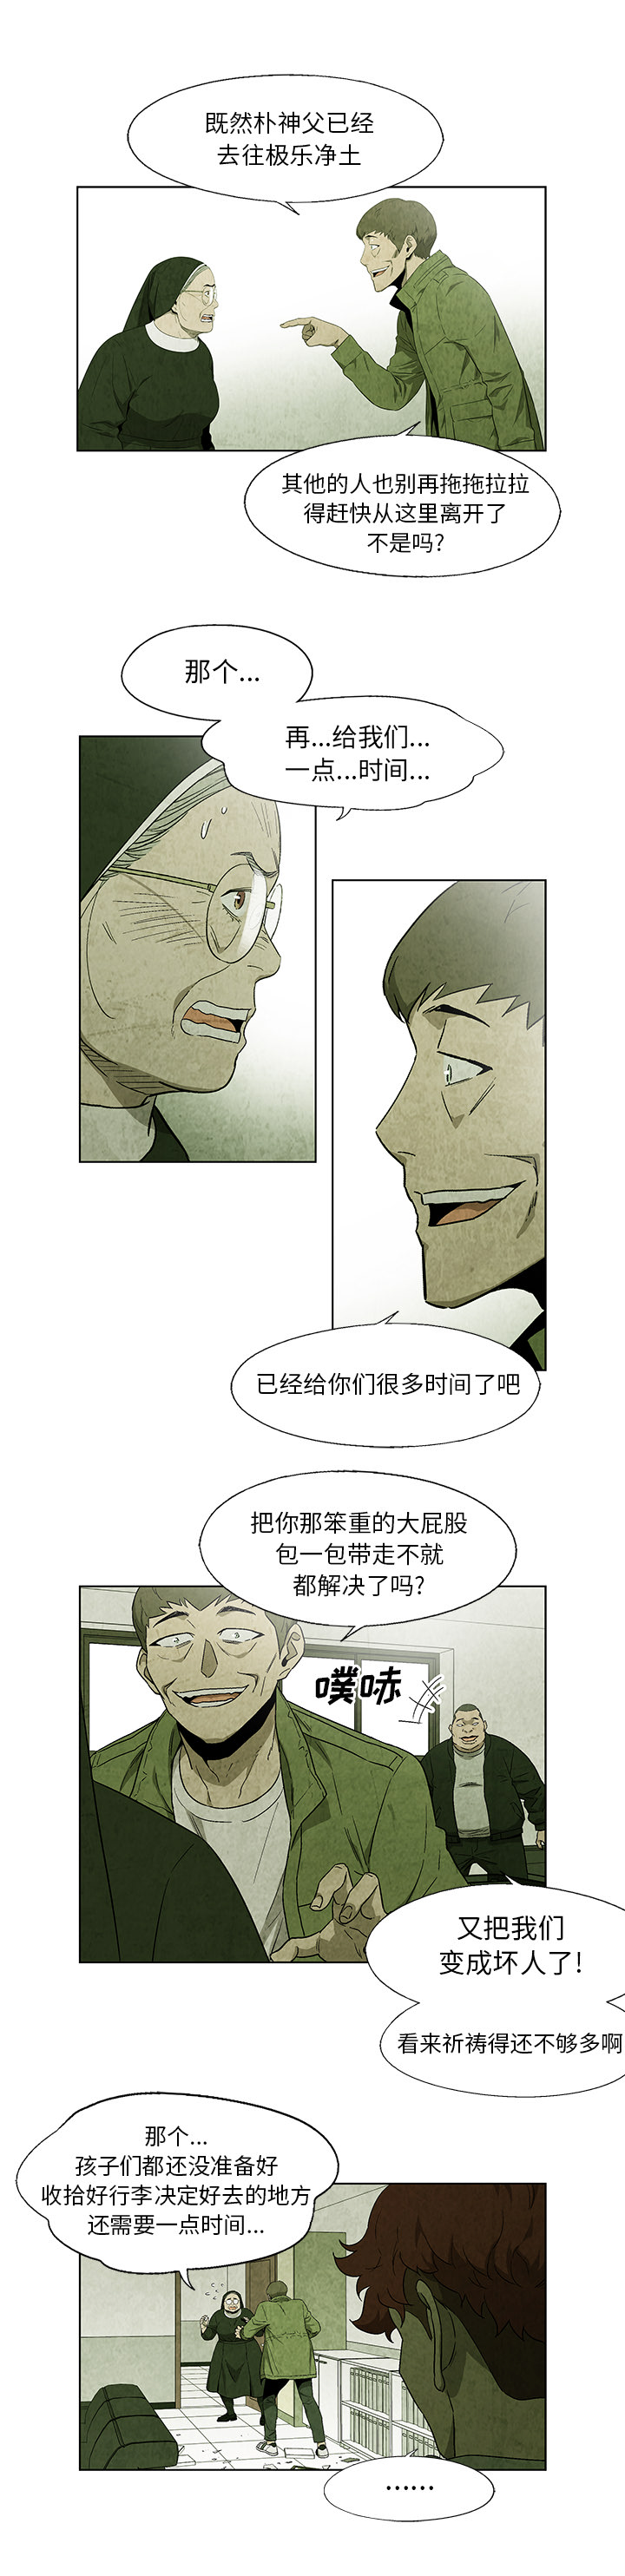 既然朴神父已经
去往极乐净土
其他的人也别再拖拖拉拉
得赶快从这里离开了
不是吗?
那个...
再...给我们...
一点...时间...
已经给你们很多时间了吧
把你那笨重的大屁股
包一包带走不就
都解决了吗?
噗哧
又把我们
变成坏人了!
看来祈祷得还不够多啊
那个...
孩子们都还没准备好
收拾好行李决定好去的地方
还需要一点时间...
......